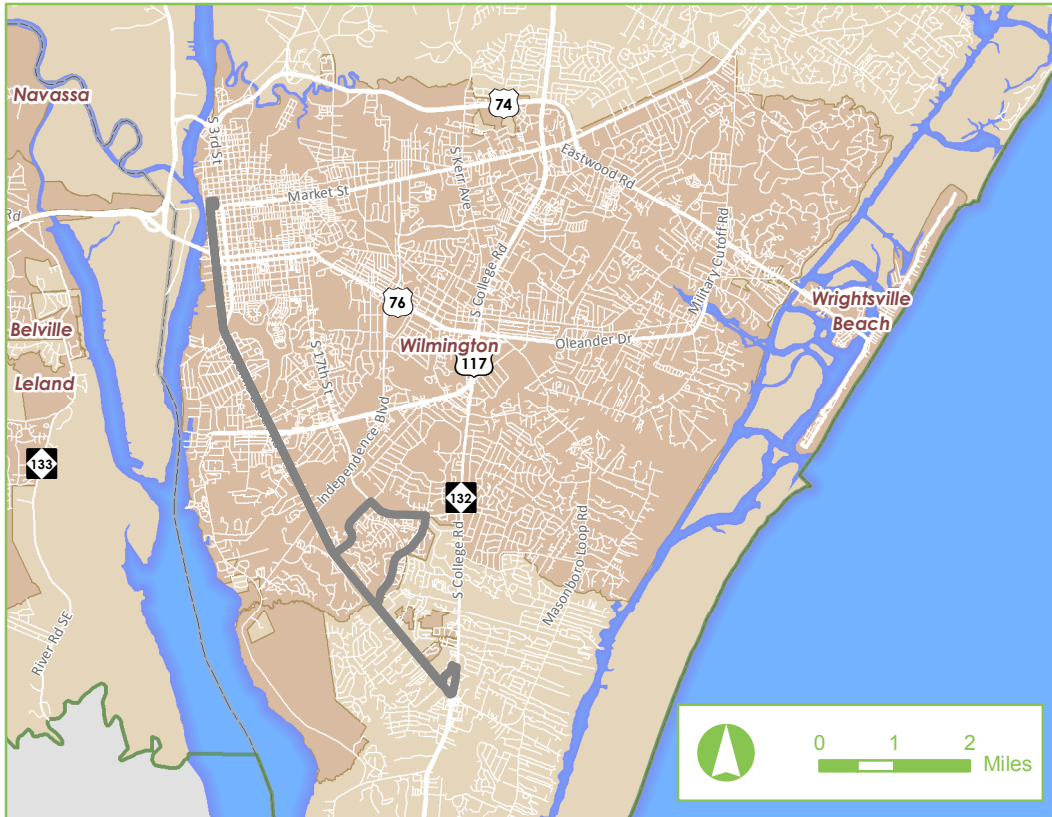 Navassa
S 3rd St
74
S Kerr Ave
Eastwood Rd
Market St
Rd
S College Rd
Military Cutoff Rd
Wrightsville
Beach
76
Belville
Wilmington
Oleander Dr
117
S 17th St
Leland
Independence Blvd
133
132
S College Rd
Masonboro Loop Rd
River Rd SE
0 1 2
Miles